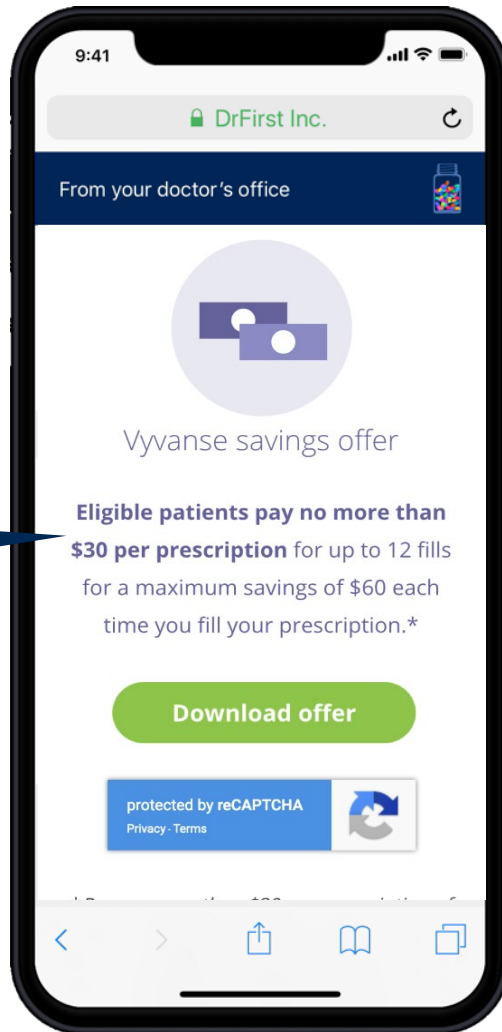 9:41
DrFirst Inc.
From your doctor's office
Vyvanse savings offer
Eligible patients pay no more than
$30 per prescription for up to 12 fills
for a maximum savings of $60 each
time you fill your prescription.*
Download offer
protected by reCAPTCHA
Privacy - Terms